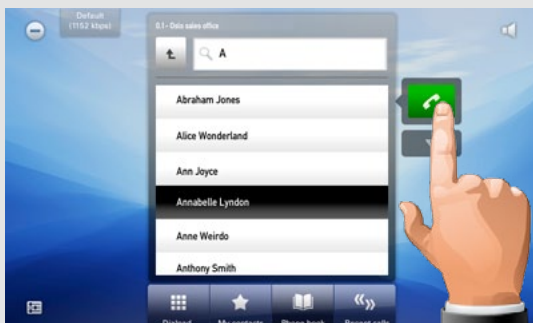 Default
(1152 kbps)
0.1 - Oslo sales office
A
Abraham Jones
Alice Wonderland
Ann Joyce
Annabelle Lyndon
Anne Weirdo
Anthony Smith
Dialpad
My contacts
Phone book
Recent calls